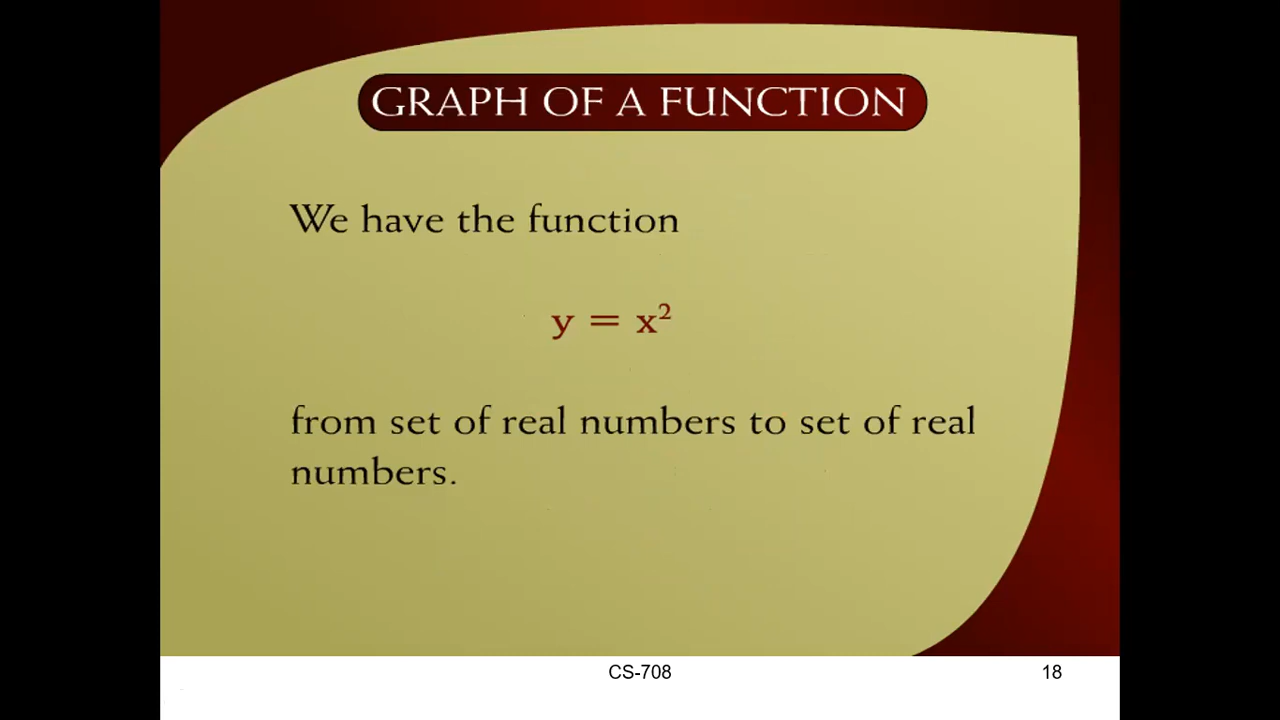 GRAPH OF A FUNCTION
We have the function
y = x²
from set of real numbers to set of real
numbers.
CS-708
18